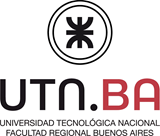 UTN.BA
UNIVERSIDAD TECNOLÓGICA NACIONAL
FACULTAD REGIONAL BUENOS AIRES